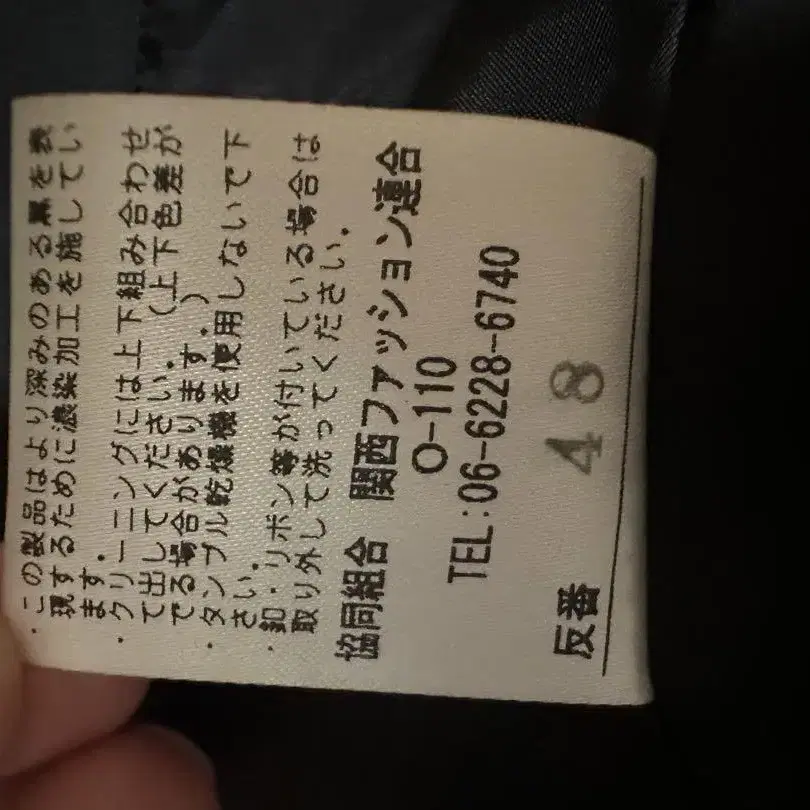 ・この製品はより深みのある黒を表
現するために濃染加工を施してい
ます.
・クリーニングには上下組み合わせ
て出してください.(上下色差が
でる場合があります.)
・タンブル乾燥機を使用しないで下
さい.
・釦・リボン等が付いている場合は
取り外して洗ってください.
協同組合 関西ファッション連合
O-110
TEL:06-6228-6740
反番 48